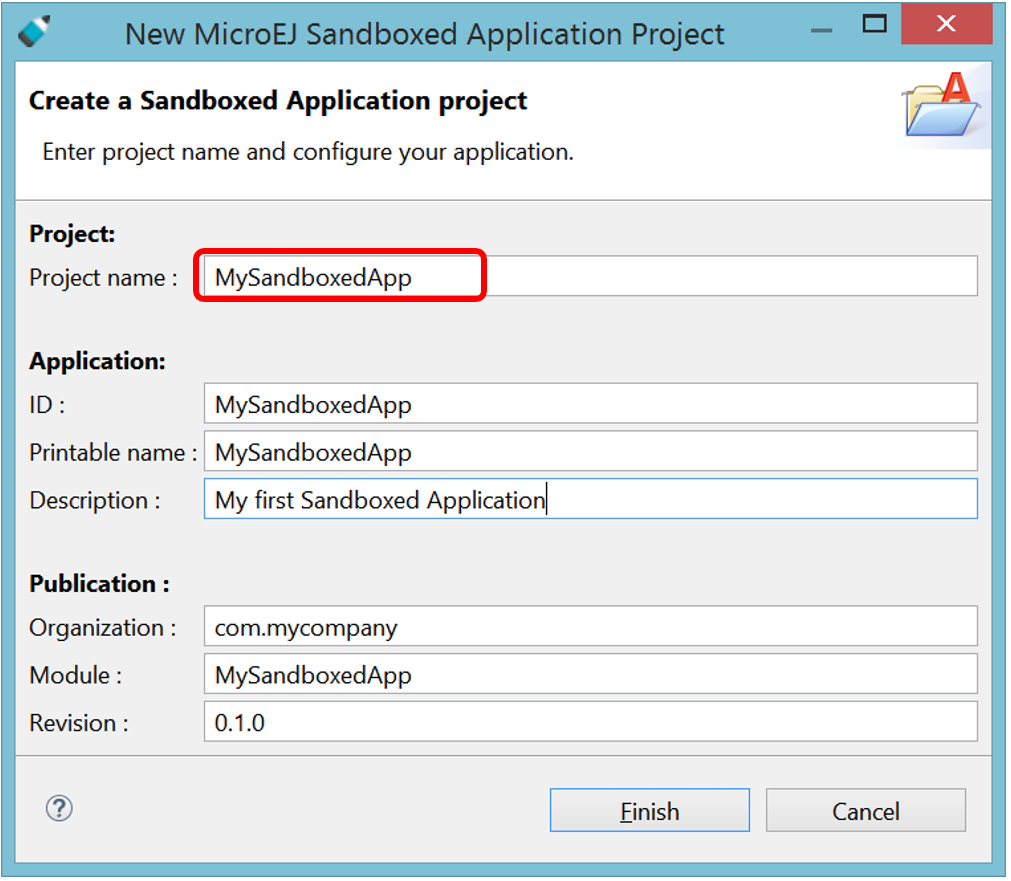 New MicroEJ Sandboxed Application Project
Create a Sandboxed Application project
A
Enter project name and configure your application.
Project:
Project name : MySandboxedApp
Application:
ID : MySandboxedApp
Printable name : MySandboxedApp
Description : My first Sandboxed Application
Publication :
Organization : com.mycompany
Module : MySandboxedApp
Revision : 0.1.0
? Finish Cancel